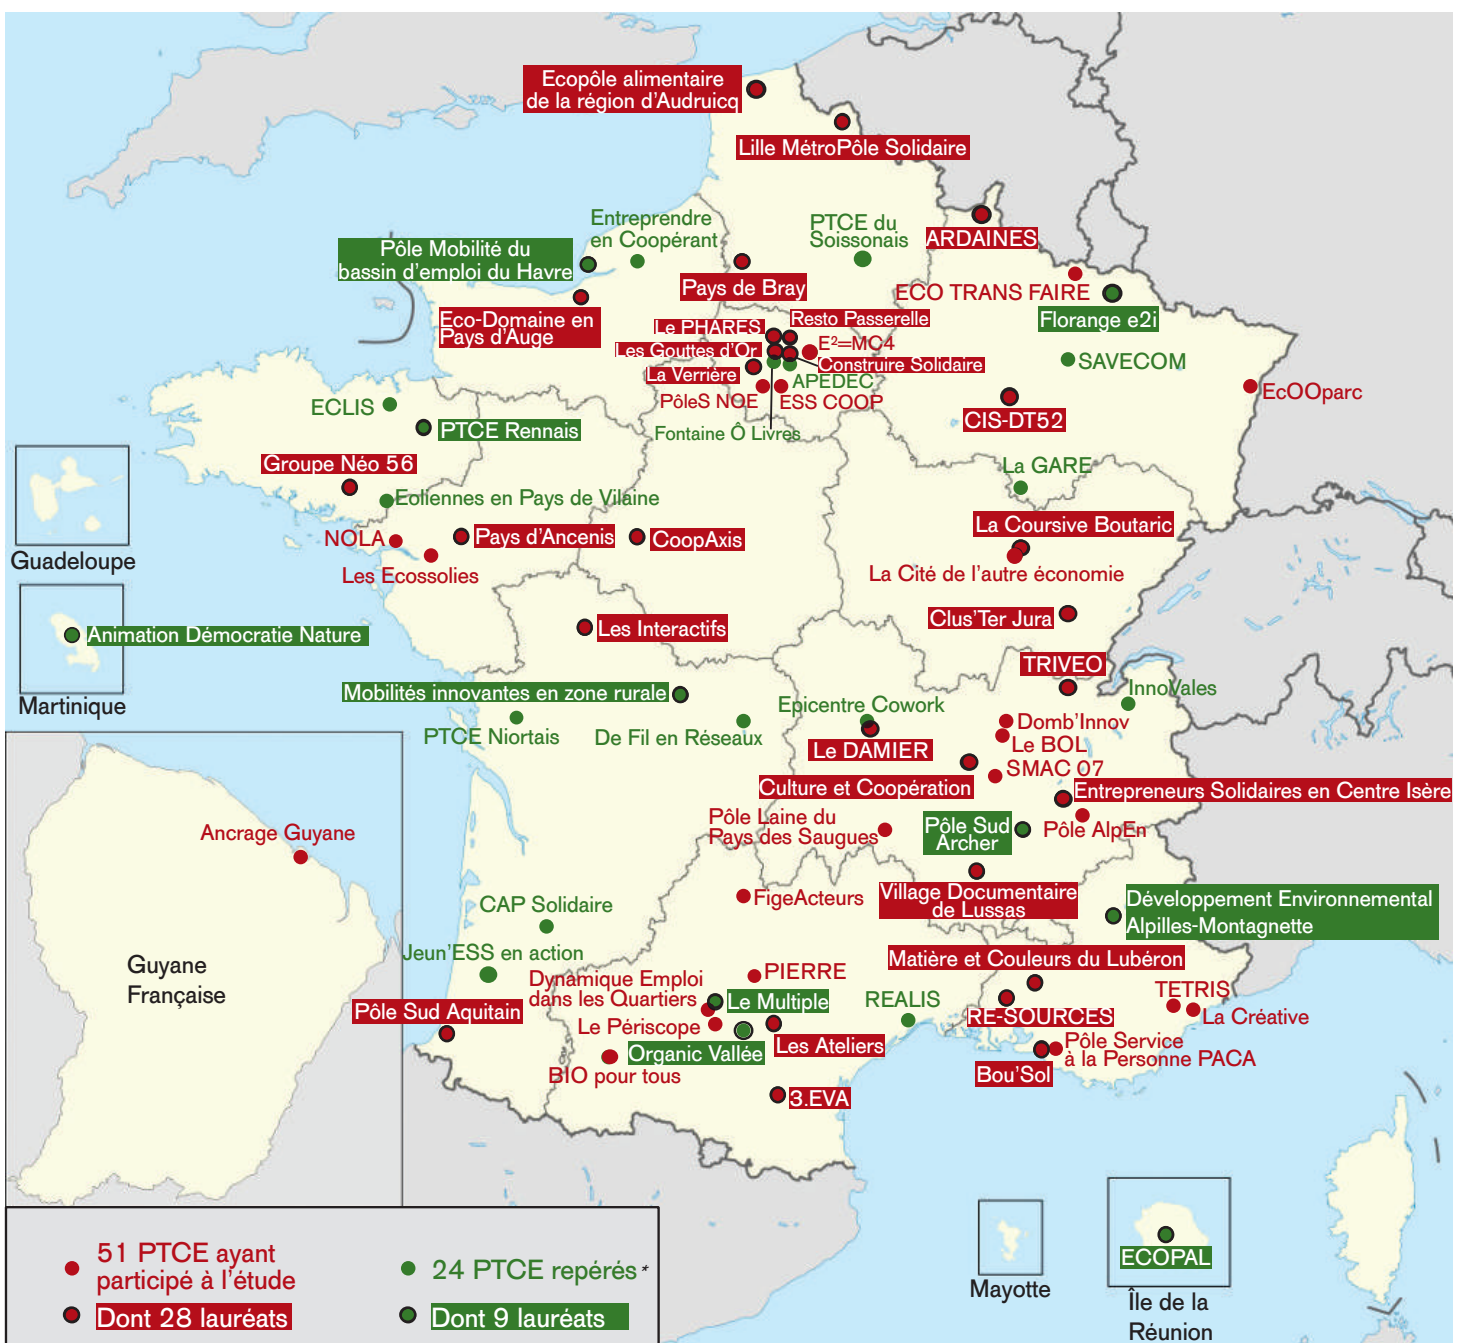 Ecopôle alimentaire
de la région d'Audruicq
Lille MétroPôle Solidaire
Entreprendre
en Coopérant
PTCE du
Soissonais
ARDAINES
Pôle Mobilité du
bassin d'emploi du Havre
Pays de Bray
ECO TRANS FAIRE
Florange e2i
Eco-Domaine en
Pays d'Auge
Le PHARES
Resto Passerelle
Les Gouttes d'Or
E²=MC4
Construire Solidaire
SAVECOM
La Verrière
APEDEC
PôleS NOE
ESS COOP
EcOOparc
ECLIS
CIS-DT52
PTCE Rennais
Fontaine Ô Livres
Groupe Néo 56
La GARE
Eoliennes en Pays de Vilaine
La Coursive Boutaric
NOLA
Pays d'Ancenis
CoopAxis
Guadeloupe
Les Ecossolies
La Cité de l'autre économie
Clus'Ter Jura
Animation Démocratie Nature
Les Interactifs
TRIVEO
Martinique
Mobilités innovantes en zone rurale
InnoVales
PTCE Niortais
De Fil en Réseaux
Epicentre Cowork
Domb'Innov
Le BOL
Le DAMIER
SMAC 07
Culture et Coopération
Entrepreneurs Solidaires en Centre Isère
Pôle Laine du
Pays des Saugues
Pôle Sud
Archer
Pôle AlpEn
Ancrage Guyane
FigeActeurs
Village Documentaire
de Lussas
Développement Environnemental
Alpilles-Montagnette
CAP Solidaire
Jeun'ESS en action
Guyane
Française
Matière et Couleurs du Lubéron
Dynamique Emploi
dans les Quartiers
PIERRE
Le Multiple
REALIS
TETRIS
RE-SOURCES
La Créative
Pôle Sud Aquitain
Le Périscope
Organic Vallée
Les Ateliers
Pôle Service
à la Personne PACA
BIO pour tous
Bou'Sol
3.EVA
51 PTCE ayant
participé à l'étude
24 PTCE repérés*
Dont 28 lauréats
Dont 9 lauréats
Mayotte
ECOPAL
Île de la
Réunion